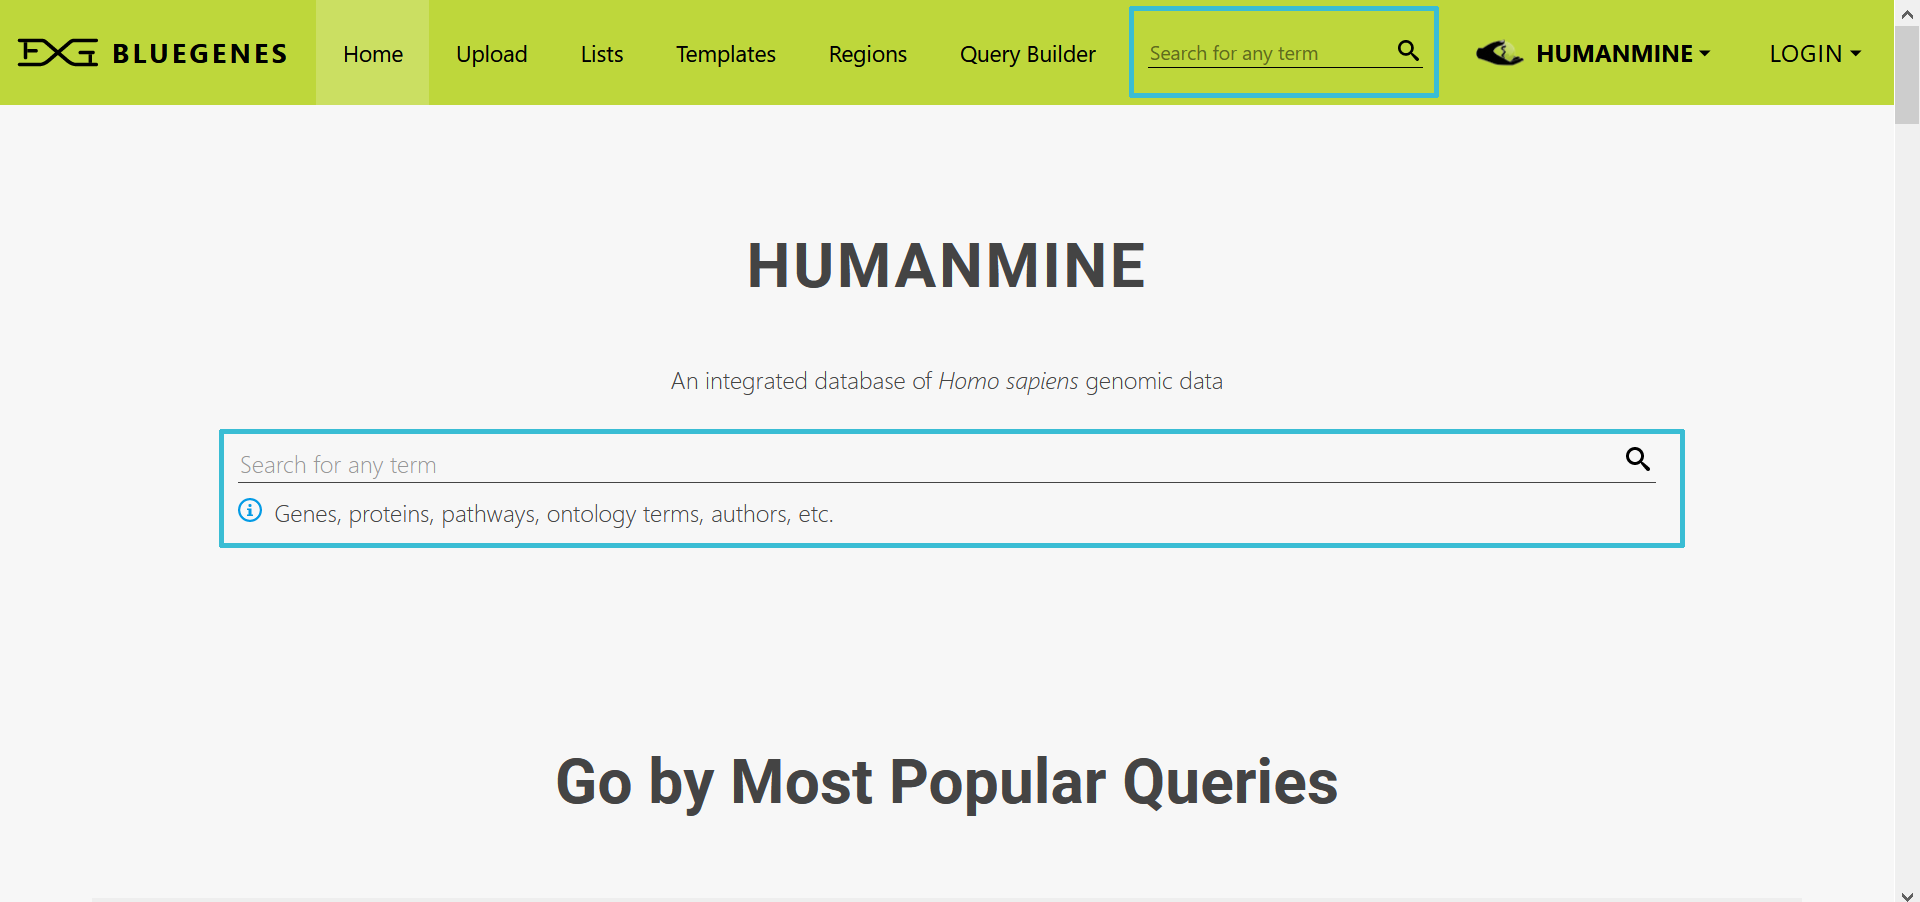 BLUEGENES Home Upload Lists Templates Regions Query Builder Search for any term HUMANMINE LOGIN
HUMANMINE
An integrated database of Homo sapiens genomic data
Search for any term
Genes, proteins, pathways, ontology terms, authors, etc.
Go by Most Popular Queries